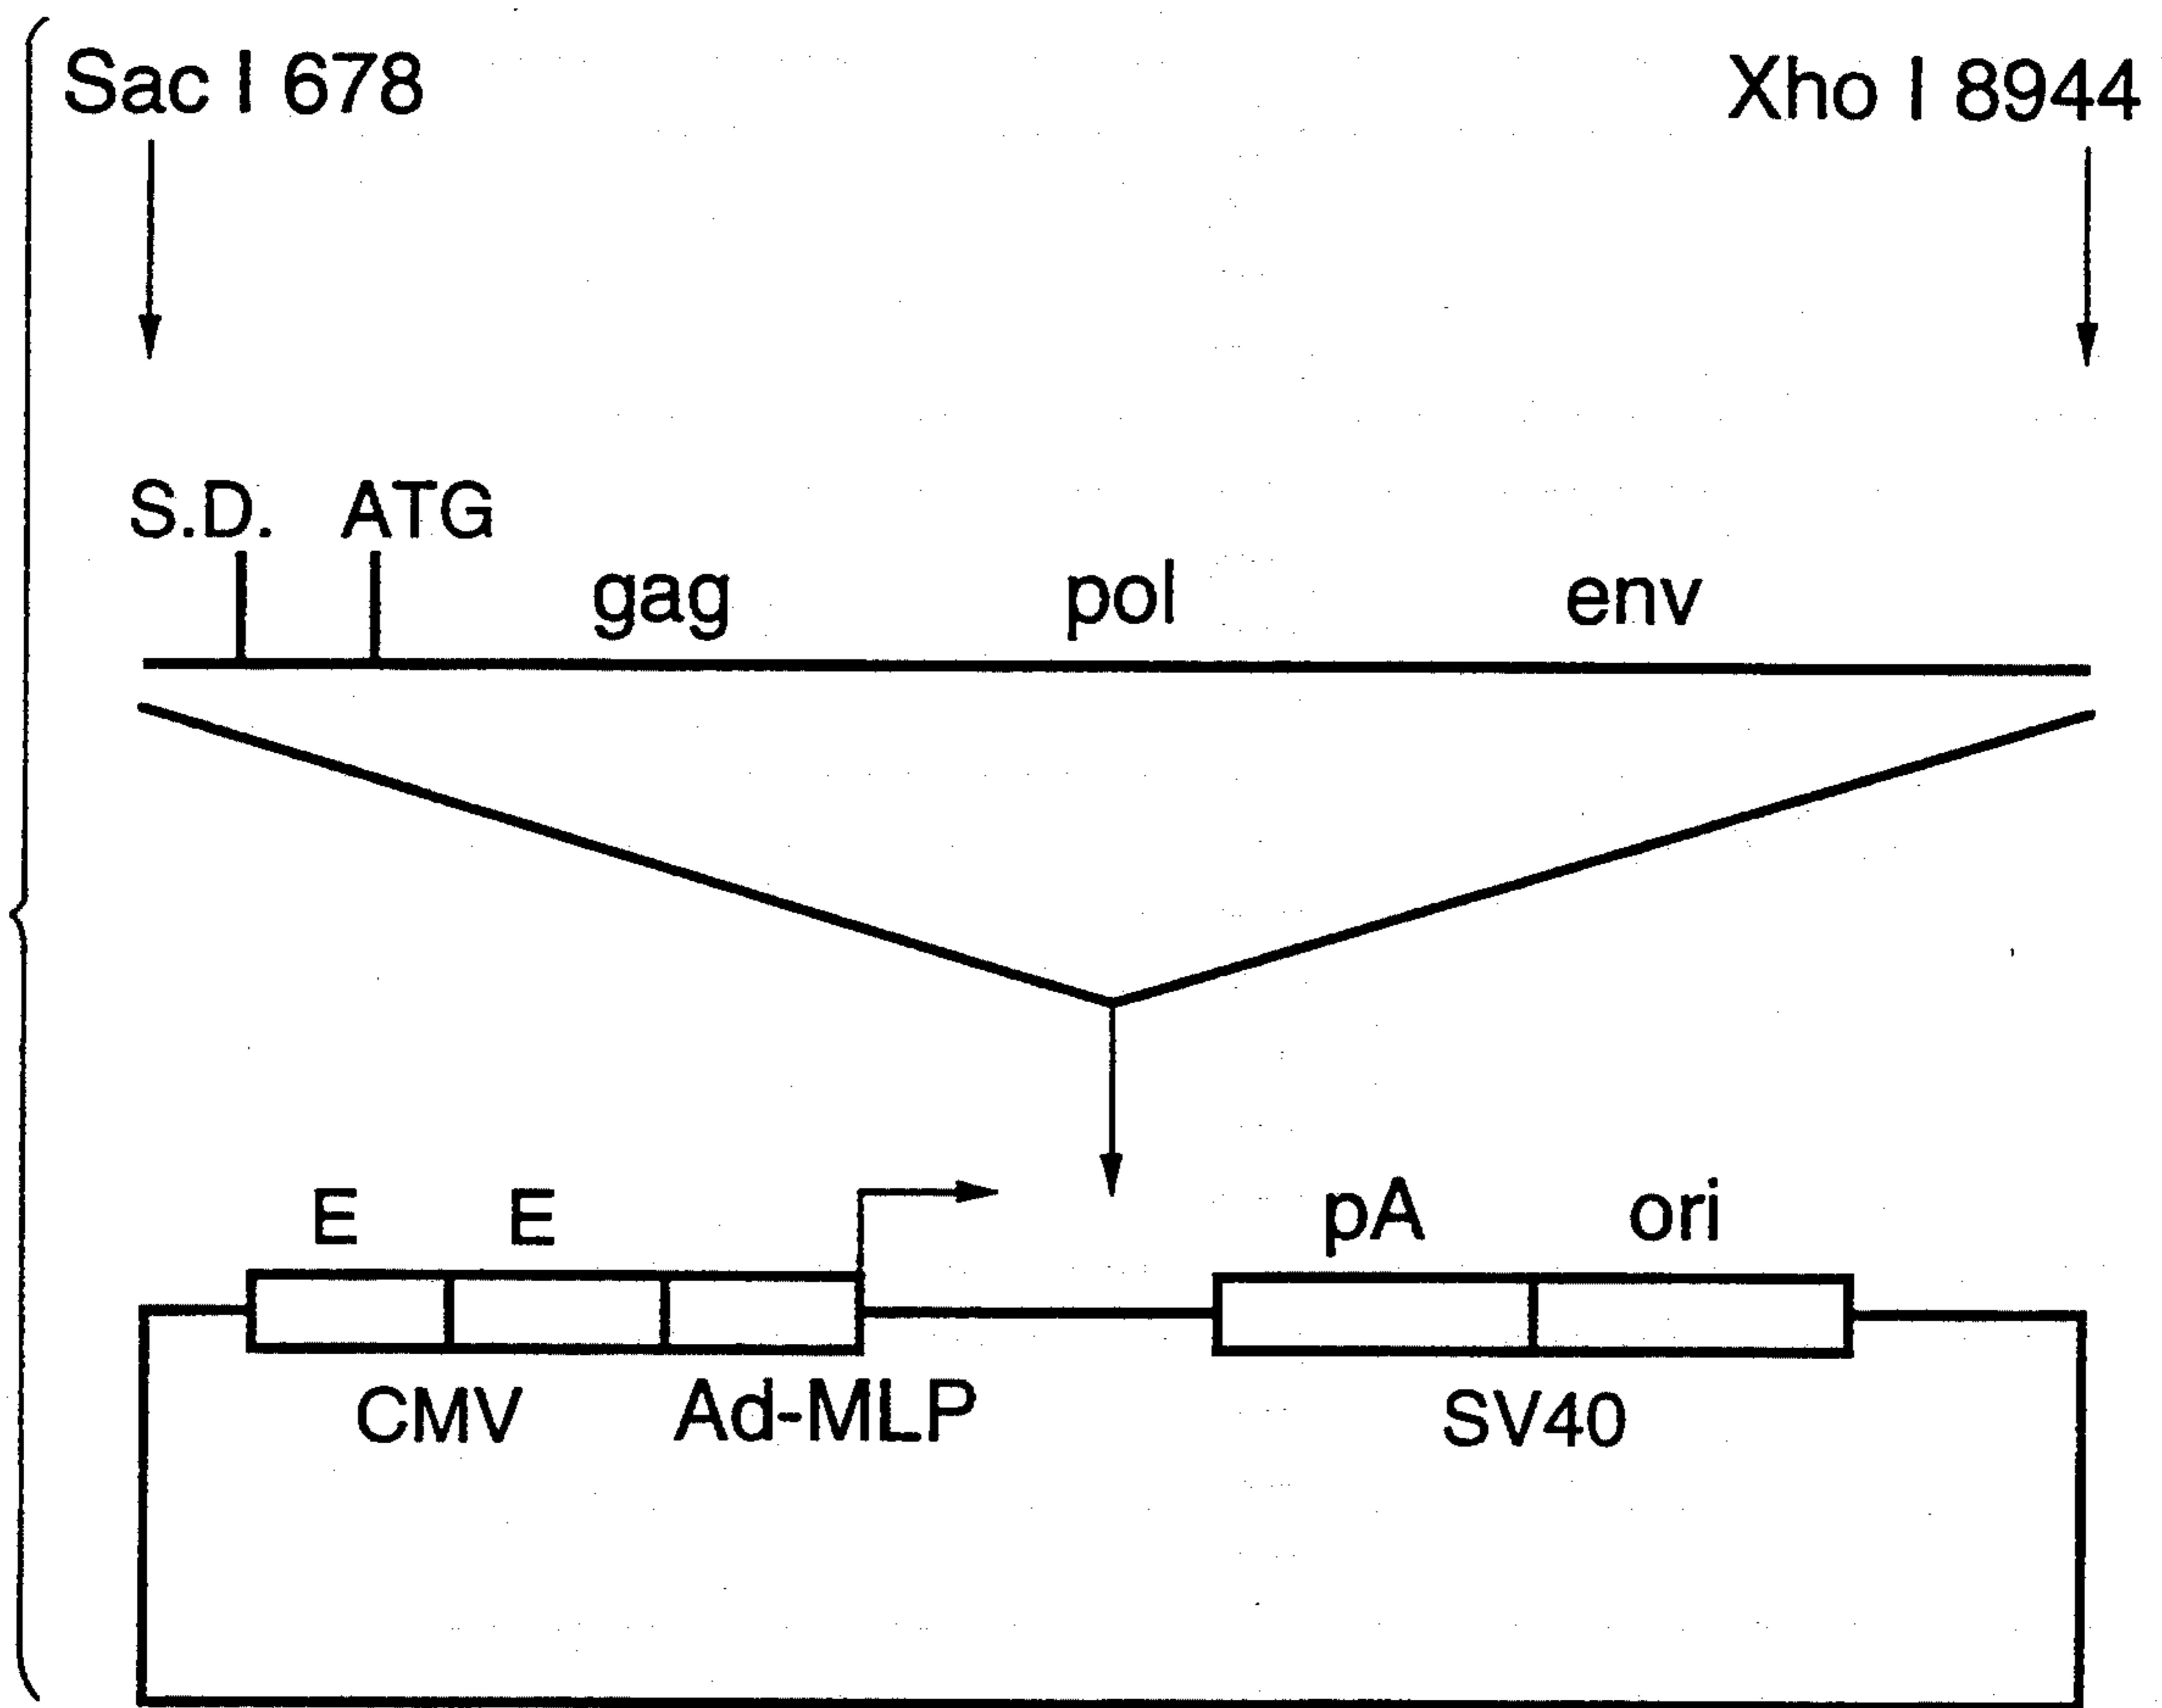 Sac I 678 Xho I 8944
S.D. ATG
gag pol env
E E pA ori
CMV Ad-MLP SV40